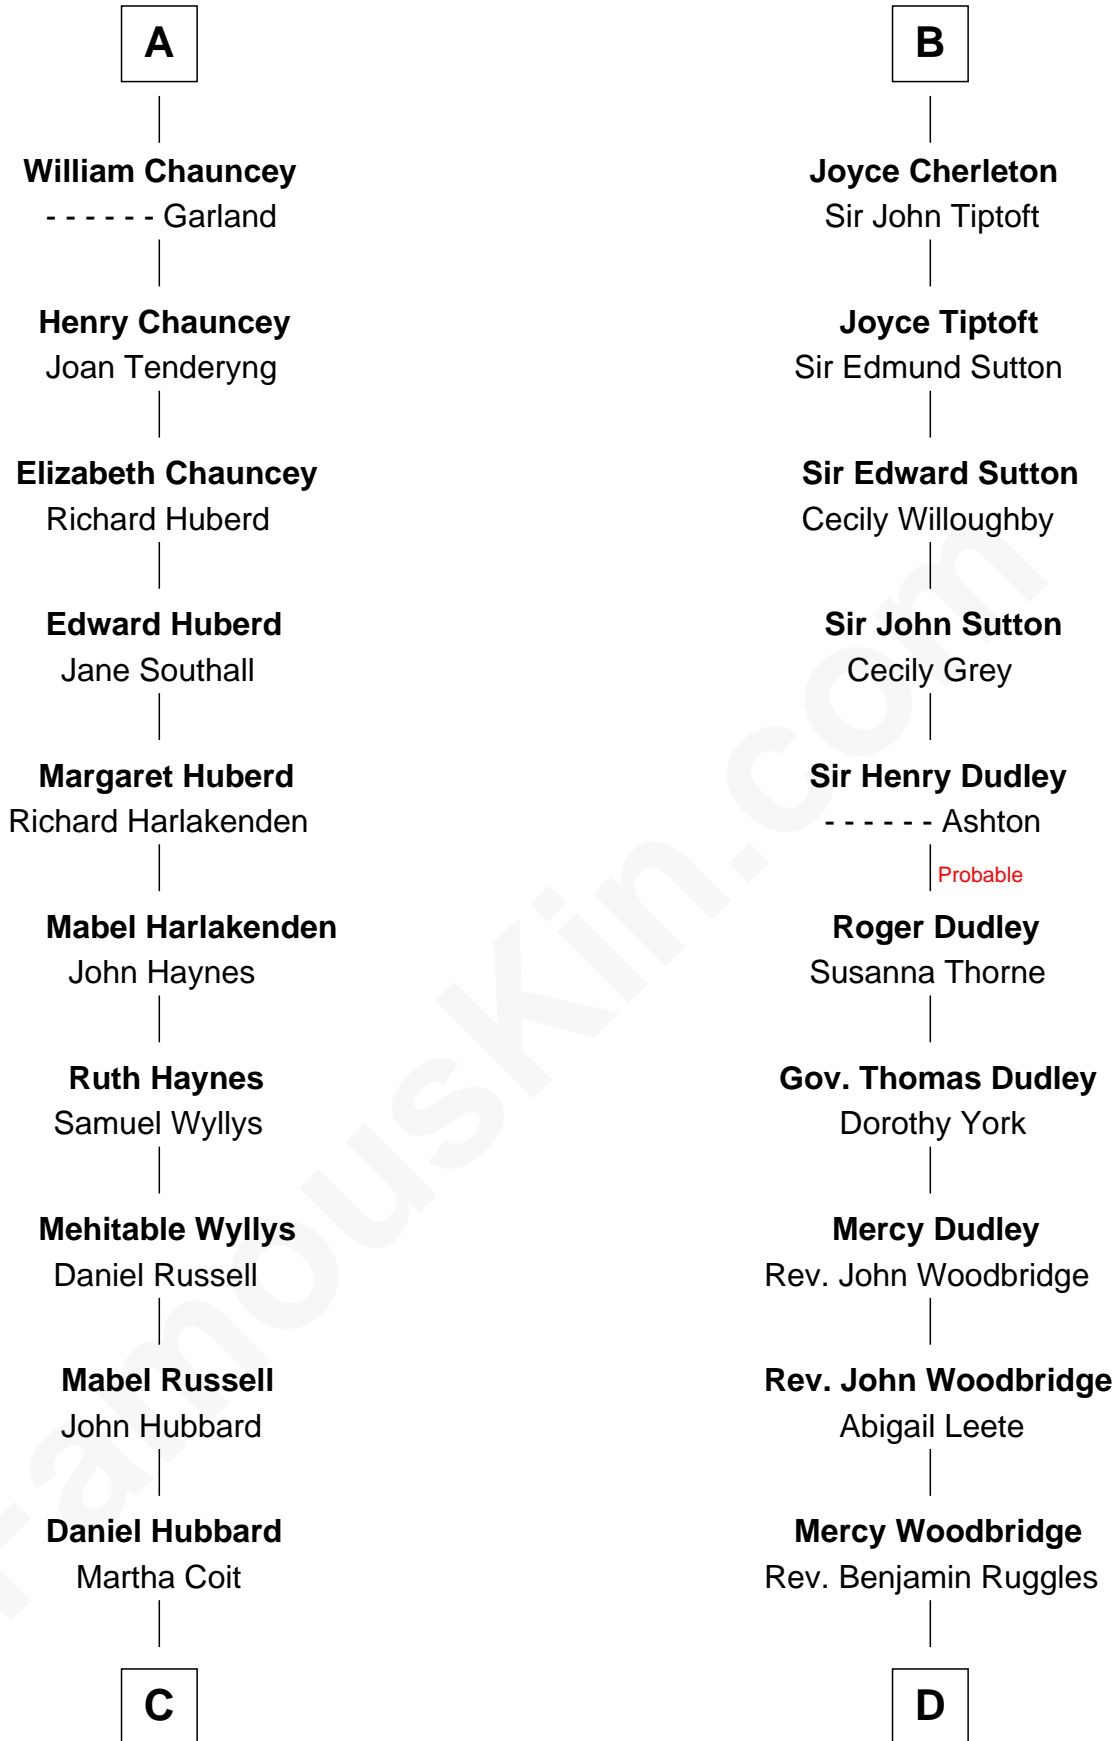 A
William Chauncey
- - - - - - Garland
Henry Chauncey
Joan Tenderyng
Elizabeth Chauncey
Richard Huberd
Edward Huberd
Jane Southall
Margaret Huberd
Richard Harlakenden
Mabel Harlakenden
John Haynes
Ruth Haynes
Samuel Wyllys
Mehitable Wyllys
Daniel Russell
Mabel Russell
John Hubbard
Daniel Hubbard
Martha Coit
C
B
Joyce Cherleton
Sir John Tiptoft
Joyce Tiptoft
Sir Edmund Sutton
Sir Edward Sutton
Cecily Willoughby
Sir John Sutton
Cecily Grey
Sir Henry Dudley
- - - - - - Ashton
Probable
Roger Dudley
Susanna Thorne
Gov. Thomas Dudley
Dorothy York
Mercy Dudley
Rev. John Woodbridge
Rev. John Woodbridge
Abigail Leete
Mercy Woodbridge
Rev. Benjamin Ruggles
D
FamousKin.com